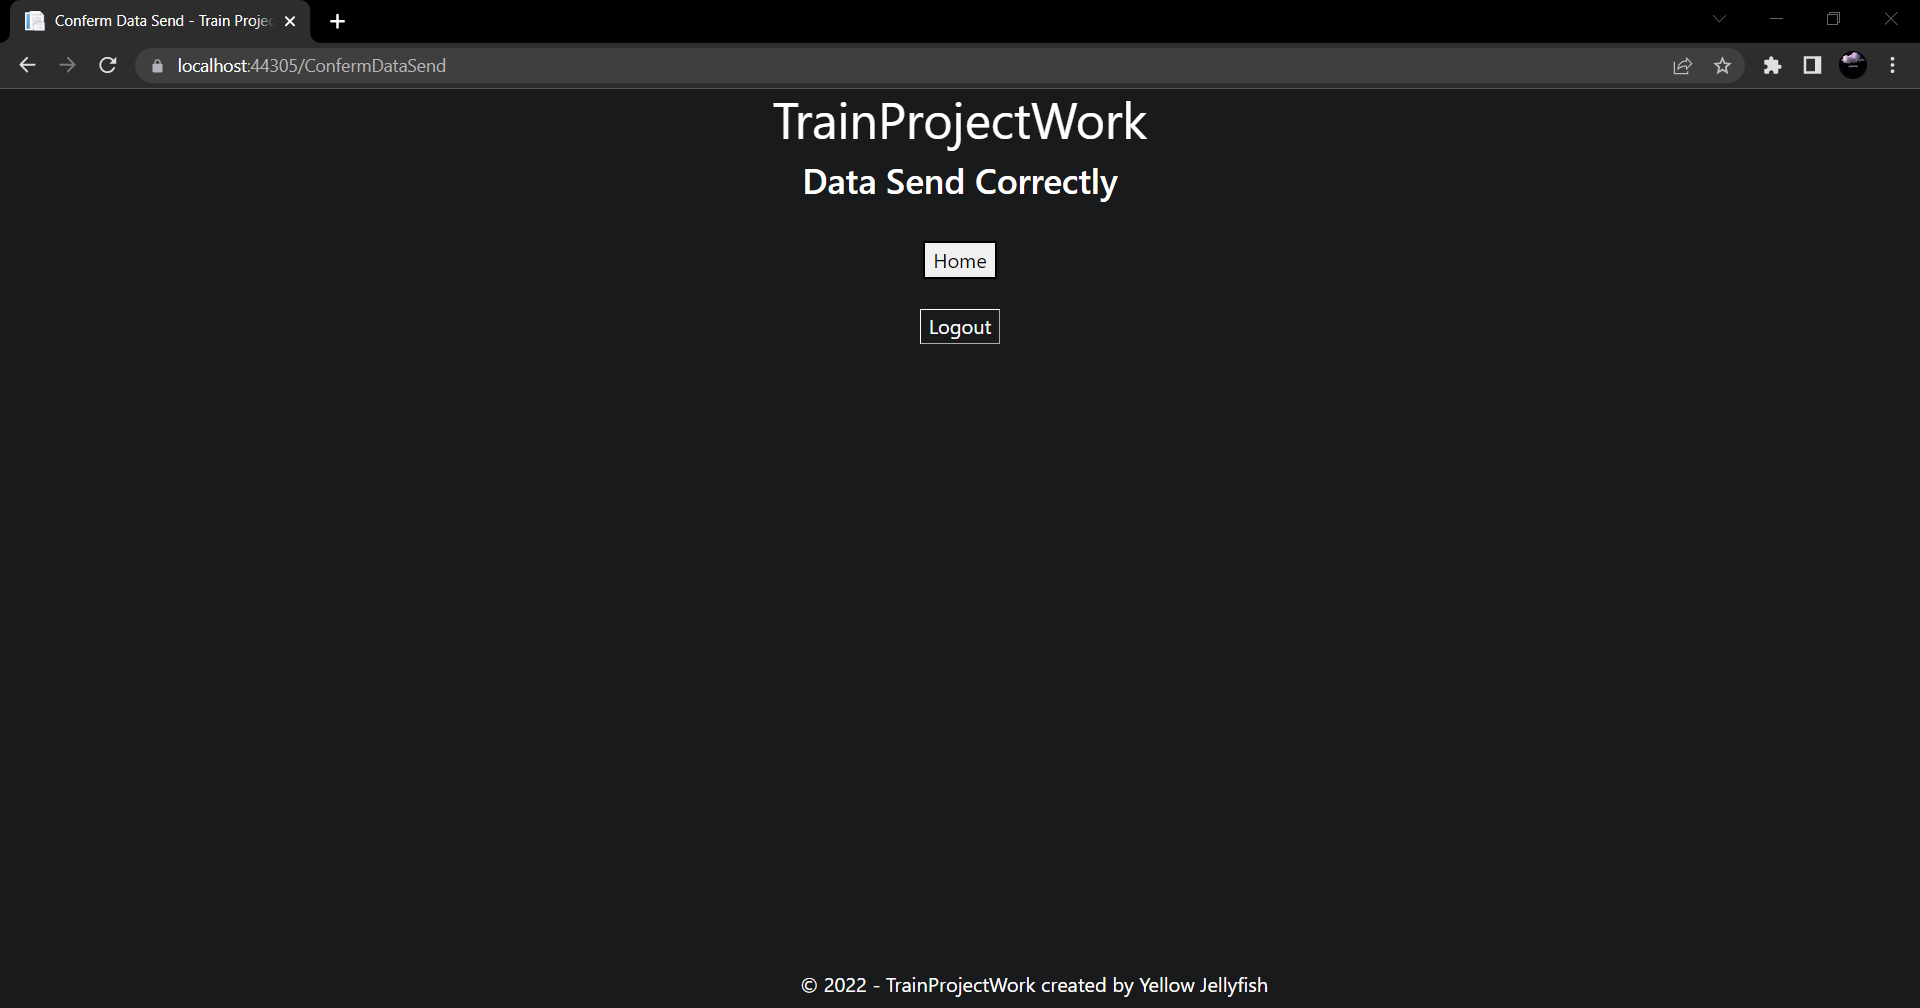 Conferm Data Send - Train Projec
localhost:44305/ConfermDataSend
TrainProjectWork
Data Send Correctly
Home
Logout
© 2022 - TrainProjectWork created by Yellow Jellyfish